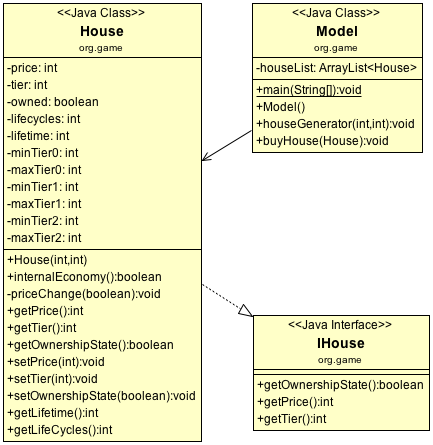 <<Java Class>>
House
org.game
-price: int
-tier: int
-owned: boolean
-lifecycles: int
-lifetime: int
-minTier0: int
-maxTier0: int
-minTier1: int
-maxTier1: int
-minTier2: int
-maxTier2: int
+House(int,int)
+internalEconomy():boolean
-priceChange(boolean):void
+getPrice():int
+getTier():int
+getOwnershipState():boolean
+setPrice(int):void
+setTier(int):void
+setOwnershipState(boolean):void
+getLifetime():int
+getLifeCycles():int
<<Java Class>>
Model
org.game
-houseList: ArrayList<House>
+main(String[]):void
+Model()
+houseGenerator(int,int):void
+buyHouse(House):void
<<Java Interface>>
IHouse
org.game
+getOwnershipState():boolean
+getPrice():int
+getTier():int